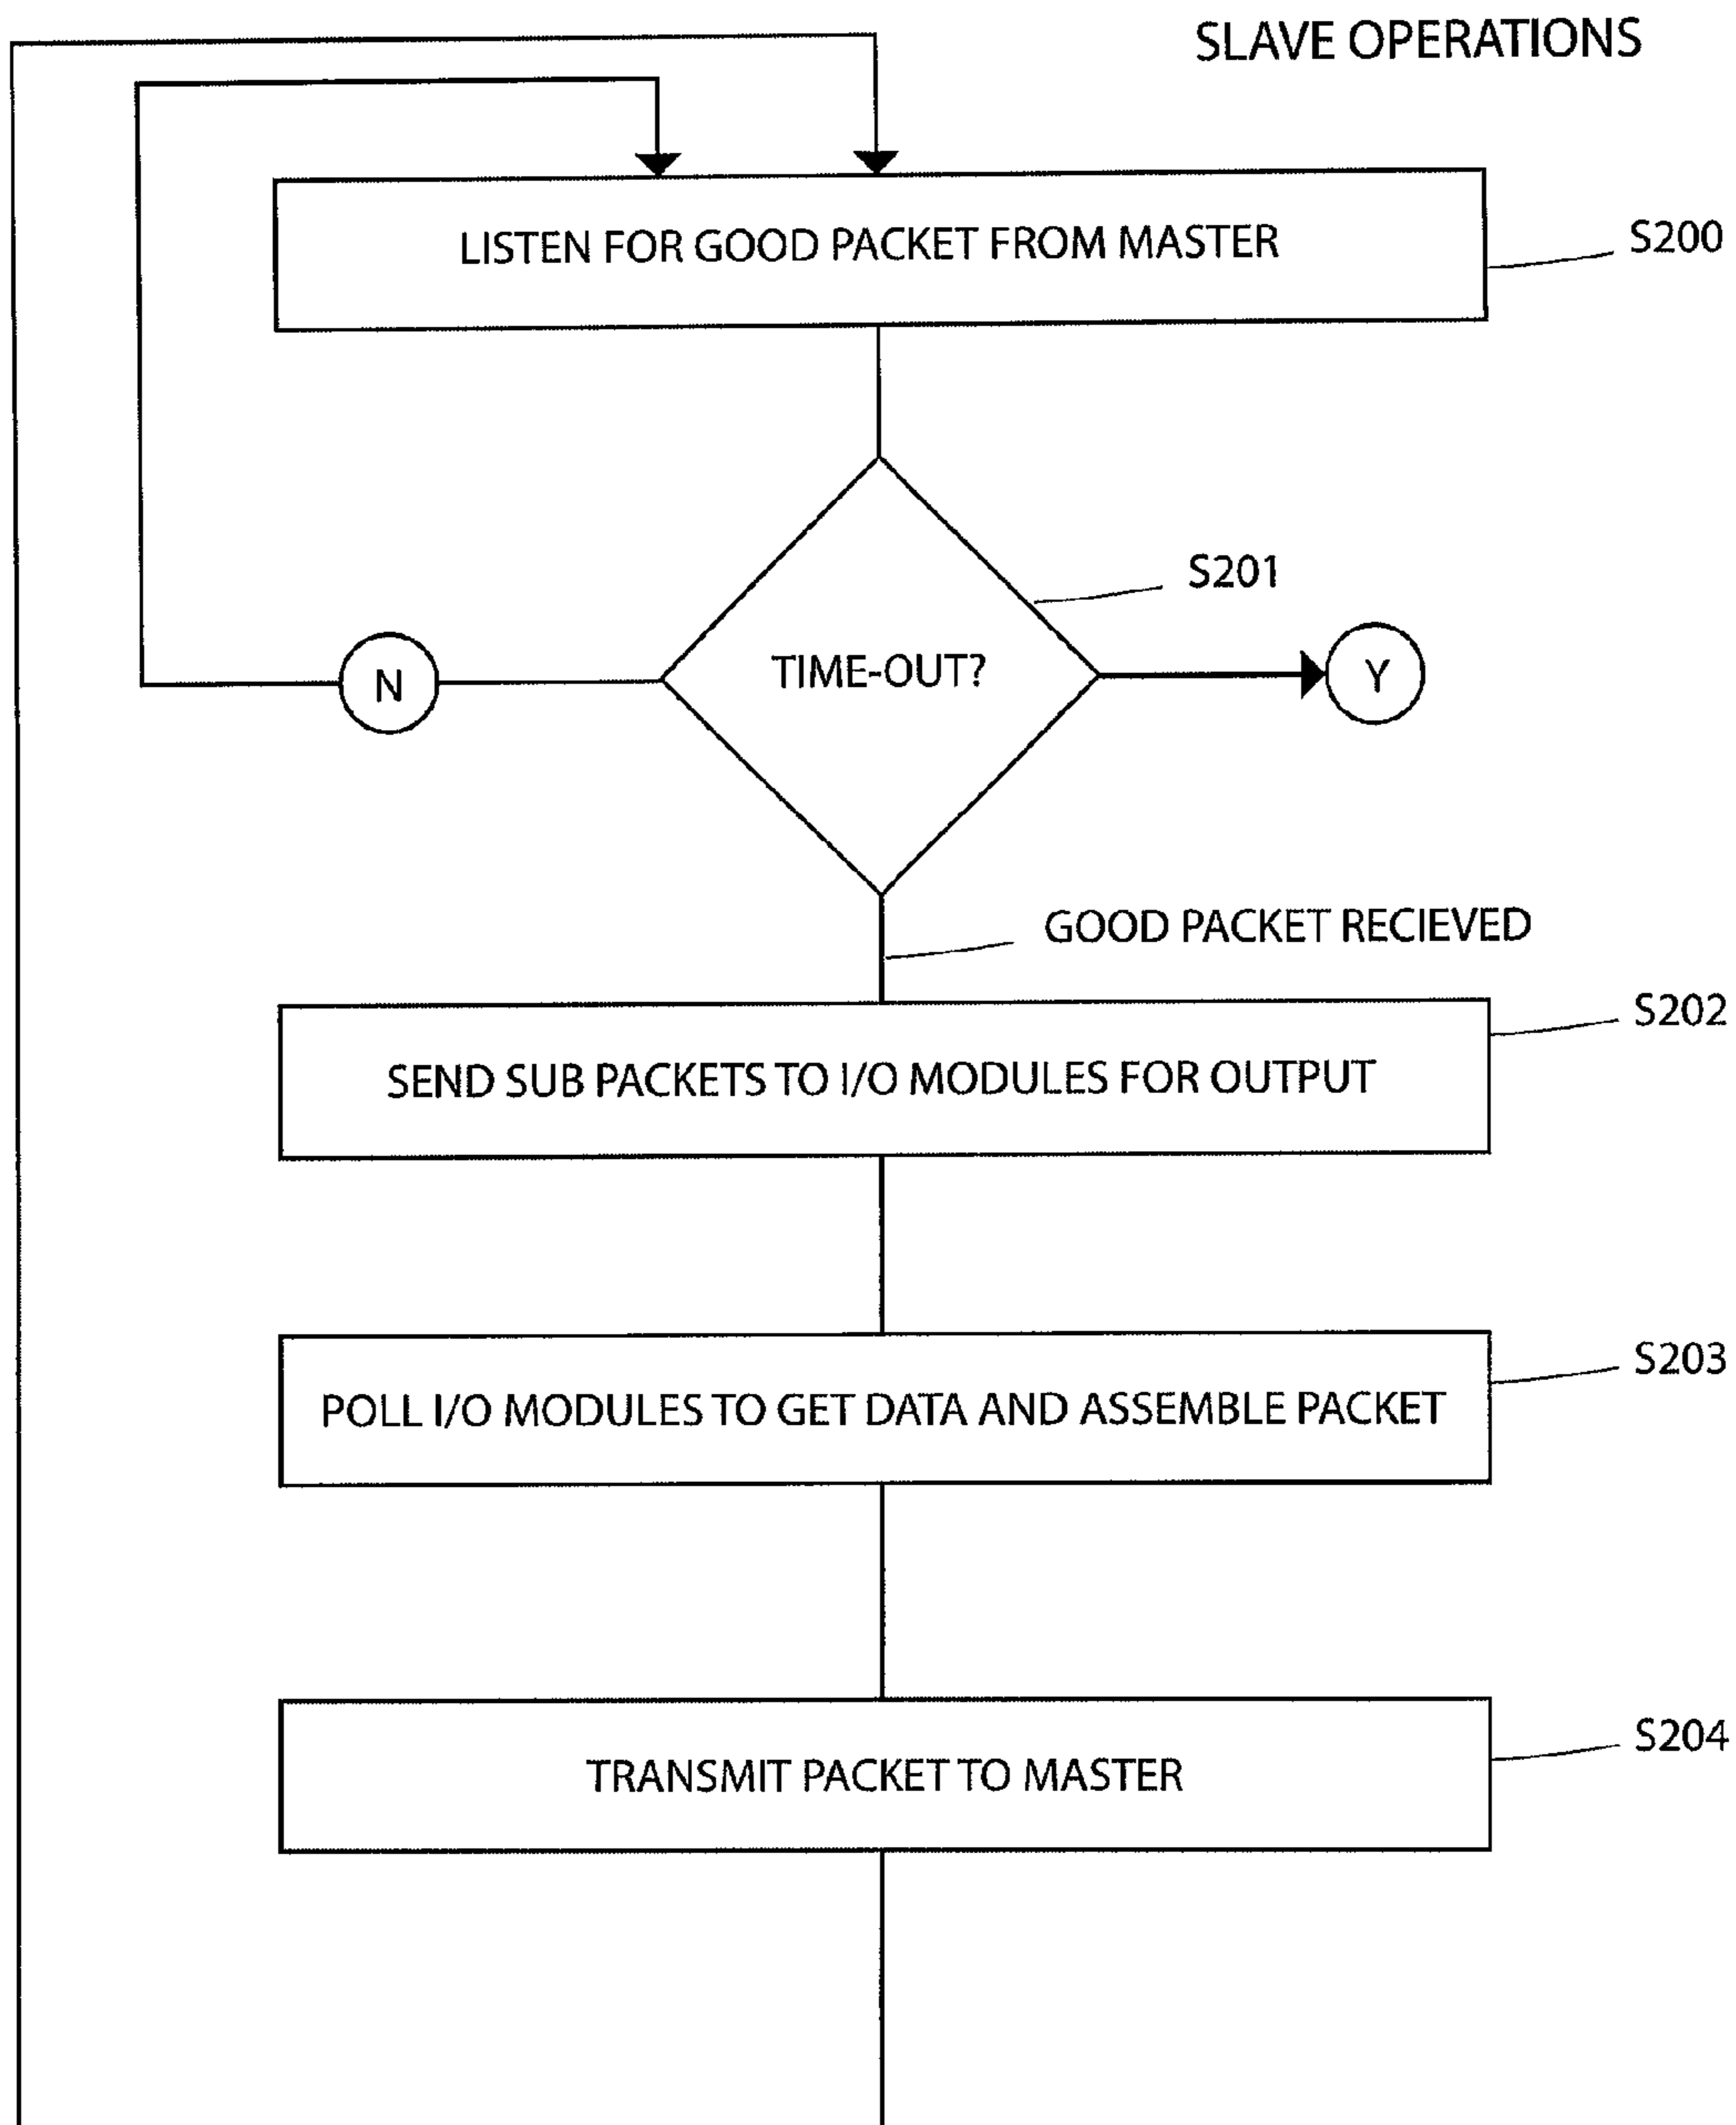 SLAVE OPERATIONS
LISTEN FOR GOOD PACKET FROM MASTER
S200
S201
TIME-OUT?
N
Y
GOOD PACKET RECIEVED
S202
SEND SUB PACKETS TO I/O MODULES FOR OUTPUT
S203
POLL I/O MODULES TO GET DATA AND ASSEMBLE PACKET
S204
TRANSMIT PACKET TO MASTER